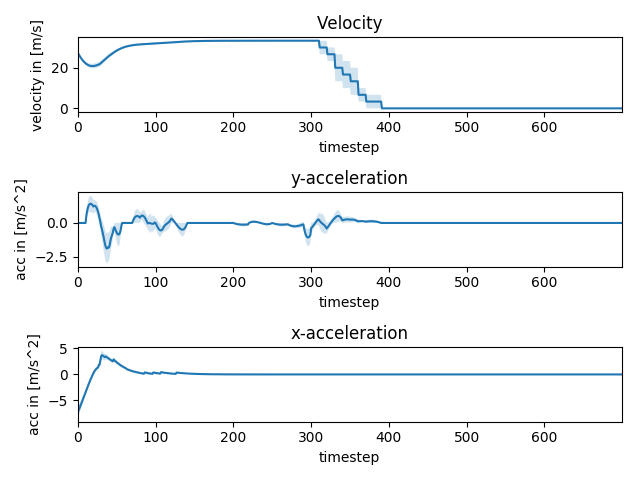 Velocity
velocity in [m/s]
20
0
0 100 200 300 400 500 600
timestep
y-acceleration
acc in [m/s^2]
0.0
−2.5
0 100 200 300 400 500 600
timestep
x-acceleration
acc in [m/s^2]
5
0
−5
0 100 200 300 400 500 600
timestep